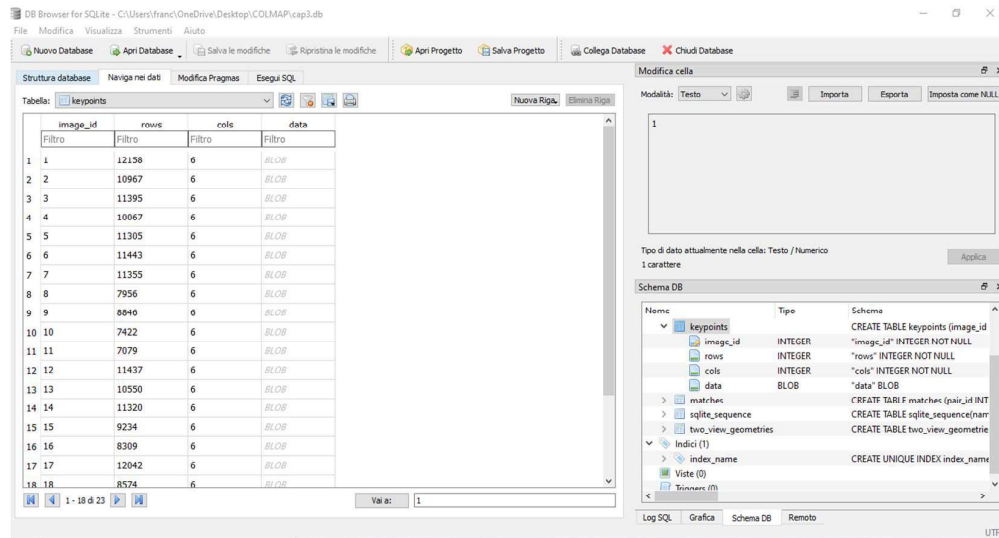 DB Browser for SQLite - C:\Users\franc\OneDrive\Desktop\COLMAP\cap3.db
File Modifica Visualizza Strumenti Aiuto
Nuovo Database Apri Database Salva le modifiche Ripristina le modifiche Apri Progetto Salva Progetto Collega Database Chiudi Database
Struttura database Naviga nei dati Modifica Pragmas Esegui SQL
Tabella: keypoints Nuova Riga Elimina Riga
image_id rows cols data
Filtro Filtro Filtro Filtro
1 1 12158 6 BLOB
2 2 10967 6 BLOB
3 3 11395 6 BLOB
4 4 10067 6 BLOB
5 5 11305 6 BLOB
6 6 11443 6 BLOB
7 7 11355 6 BLOB
8 8 7956 6 BLOB
9 9 8846 6 BLOB
10 10 7422 6 BLOB
11 11 7079 6 BLOB
12 12 11437 6 BLOB
13 13 10550 6 BLOB
14 14 11320 6 BLOB
15 15 9234 6 BLOB
16 16 8309 6 BLOB
17 17 12042 6 BLOB
18 18 8574 6 BLOB
1 - 18 di 23 Vai a: 1
Modifica cella
Modalità: Testo Importa Esporta Imposta come NULL
1
Tipo di dato attualmente nella cella: Testo / Numerico
1 carattere
Applica
Schema DB
Nome Tipo Schema
keypoints CREATE TABLE keypoints (image_id
image_id INTEGER "image_id" INTEGER NOT NULL
rows INTEGER "rows" INTEGER NOT NULL
cols INTEGER "cols" INTEGER NOT NULL
data BLOB "data" BLOB
matches CREATE TABLE matches (pair_id INT
sqlite_sequence CREATE TABLE sqlite_sequence(nam
two_view_geometries CREATE TABLE two_view_geometrie
Indici (1)
index_name CREATE UNIQUE INDEX index_name
Viste (0)
Triggers (0)
Log SQL Grafica Schema DB Remoto
UTF